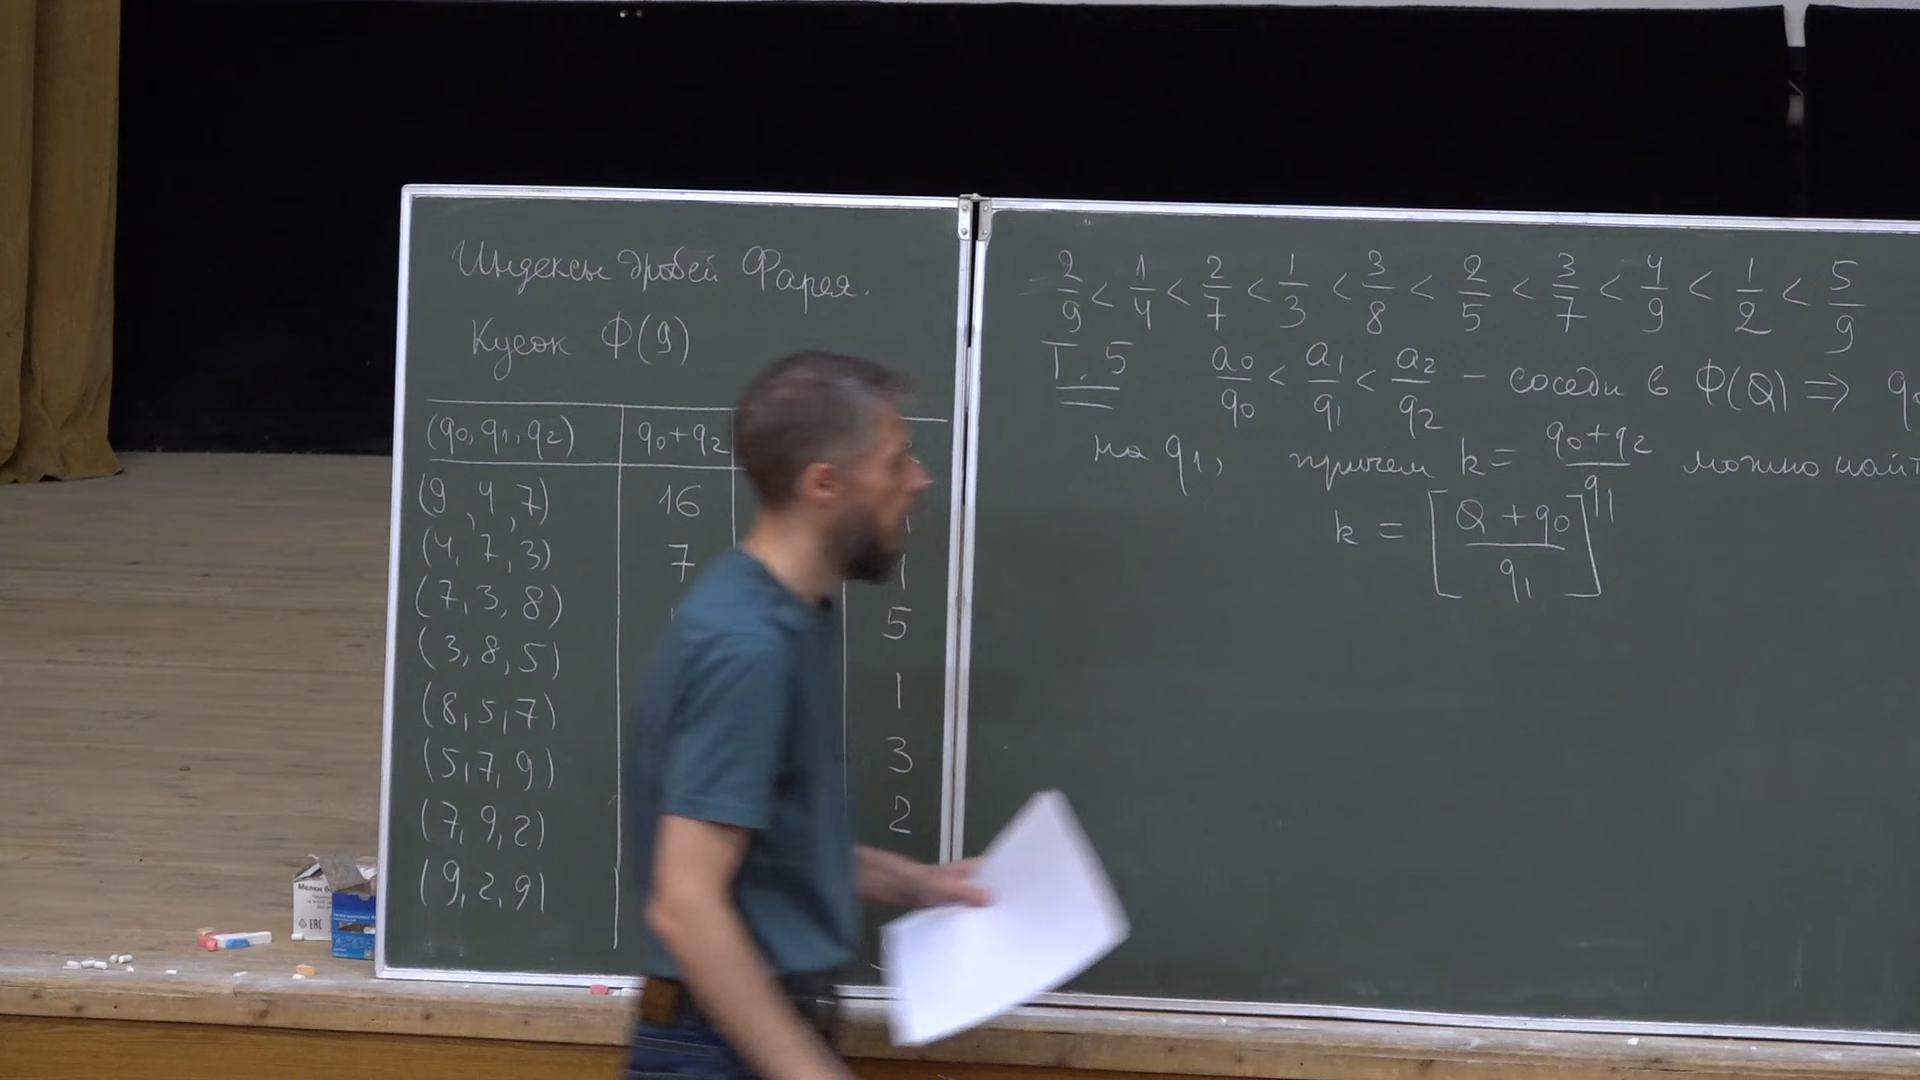 Индексы дробей Фарея.
Кусок Ф(9)
(q₀, q₁, q₂) | q₀+q₂
(9, 4, 7) | 16
(4, 7, 3) | 7 | 1
(7, 3, 8) | 5
(3, 8, 5) | 1
(8, 5, 7) | 3
(5, 7, 9) | 2
(7, 9, 2)
(9, 2, 9)
2/9 < 1/4 < 2/7 < 1/3 < 3/8 < 2/5 < 3/7 < 4/9 < 1/2 < 5/9
Т. 5 a₀/q₀ < a₁/q₁ < a₂/q₂ – соседи в Ф(Q) ⇒
на q₁, причем k = (q₀+q₂)/q₁ можно
k = [(Q + q₀)/q₁]
Мелки
ЕАС